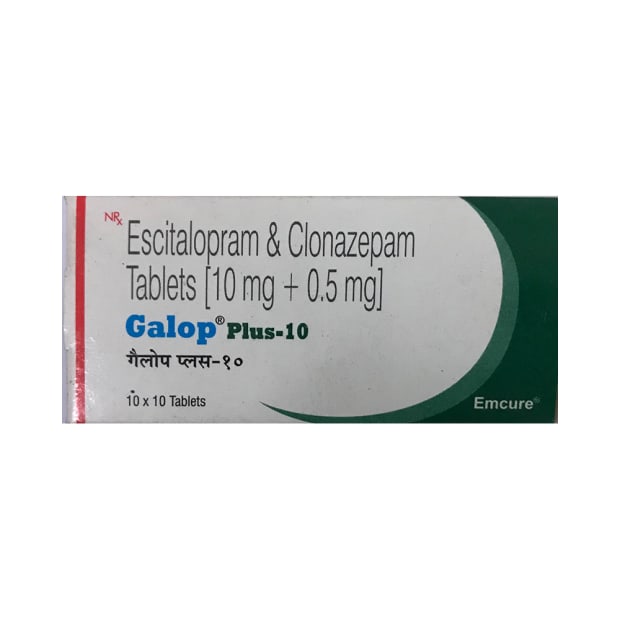 NRx
Escitalopram & Clonazepam
Tablets [10 mg + 0.5 mg]
Galop® Plus-10
गैलोप प्लस-१०
10 x 10 Tablets
Emcure®